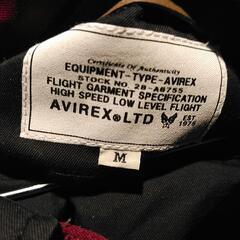 Certificate Of Authenticity
EQUIPMENT-TYPE-AVIREX
STOCK NO. 28-A8755
FLIGHT GARMENT SPECIFICATION
HIGH SPEED LOW LEVEL FLIGHT
AVIREX® LTD
EST
1975
M